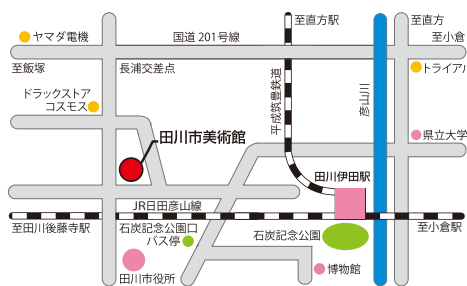 ヤマダ電機
国道 201号線
至直方駅
至直方
至小倉
至飯塚
長浦交差点
トライアル
ドラックストア
コスモス
平成筑豊鉄道
彦山川
田川市美術館
県立大学
田川伊田駅
JR日田彦山線
至田川後藤寺駅
石炭記念公園口
バス停
石炭記念公園
至小倉駅
田川市役所
博物館